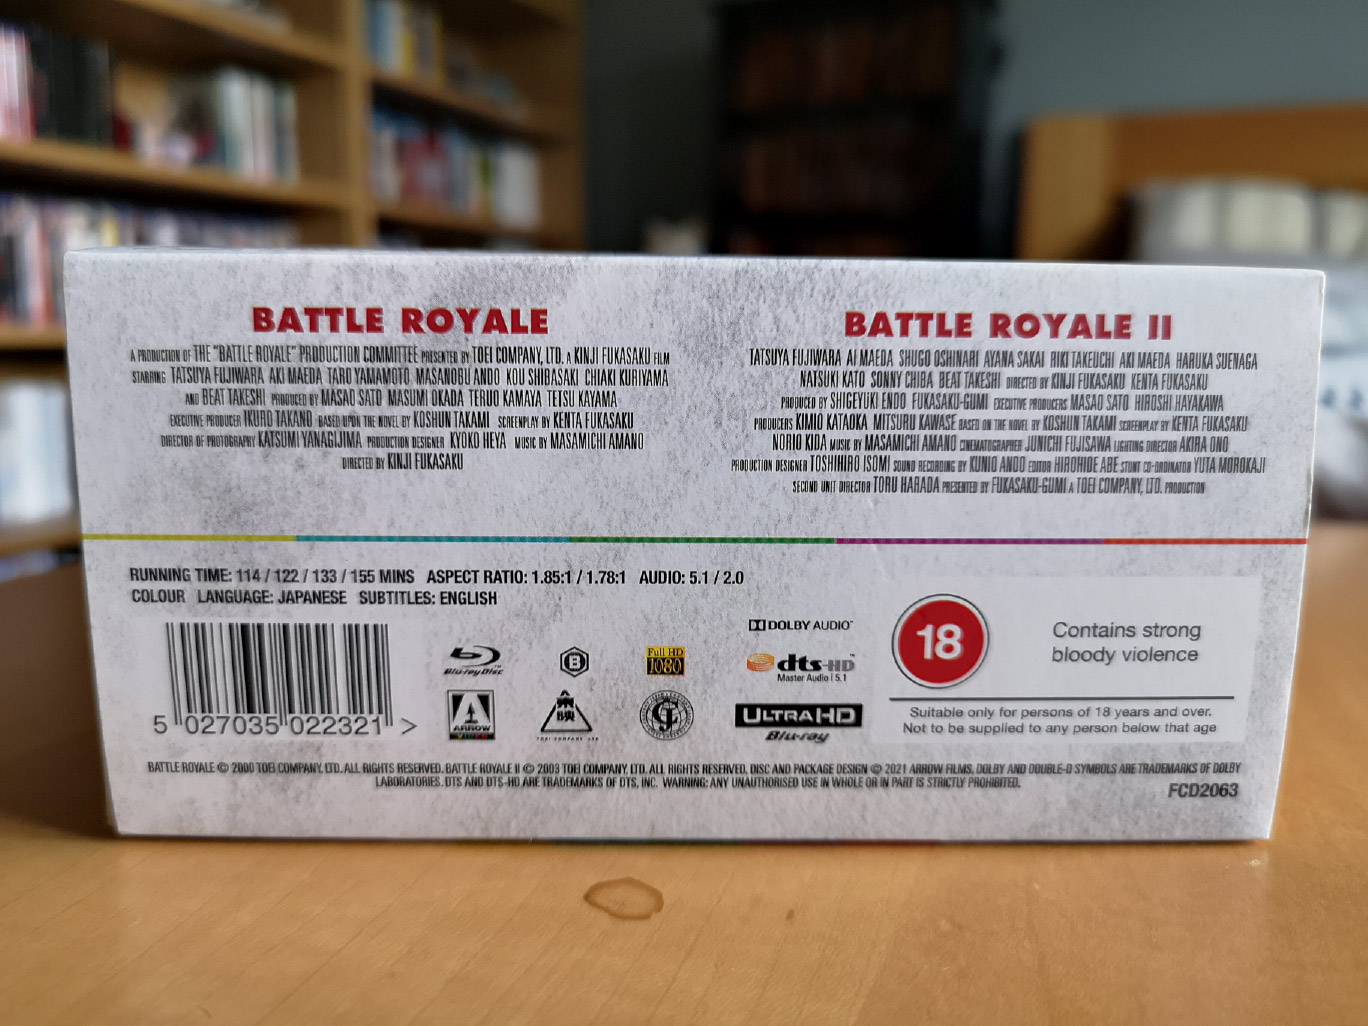 BATTLE ROYALE
A PRODUCTION OF THE "BATTLE ROYALE" PRODUCTION COMMITTEE PRESENTED BY TOEI COMPANY, LTD. A KINJI FUKASAKU FILM
STARRING TATSUYA FUJIWARA AKI MAEDA TARO YAMAMOTO MASANOBU ANDO KOU SHIBASAKI CHIAKI KURIYAMA
AND BEAT TAKESHI PRODUCED BY MASAO SATO MASUMI OKADA TERUO KAMAYA TETSU KAYAMA
EXECUTIVE PRODUCER IKURO TAKANO BASED UPON THE NOVEL BY KOSHUN TAKAMI SCREENPLAY BY KENTA FUKASAKU
DIRECTOR OF PHOTOGRAPHY KATSUMI YANAGIJIMA PRODUCTION DESIGNER KYOKO HEYA MUSIC BY MASAMICHI AMANO
DIRECTED BY KINJI FUKASAKU
BATTLE ROYALE II
TATSUYA FUJIWARA AI MAEDA SHUGO OSHINARI AYANA SAKAI RIKI TAKEUCHI AKI MAEDA HARUKA SUENAGA
NATSUKI KATO SONNY CHIBA BEAT TAKESHI DIRECTED BY KINJI FUKASAKU KENTA FUKASAKU
PRODUCED BY SHIGEYUKI ENDO FUKASAKU-GUMI EXECUTIVE PRODUCERS MASAO SATO HIROSHI HAYAKAWA
PRODUCERS KIMIO KATAOKA MITSURU KAWASE BASED ON THE NOVEL BY KOSHUN TAKAMI SCREENPLAY BY KENTA FUKASAKU
NORIO KIDA MUSIC BY MASAMICHI AMANO CINEMATOGRAPHER JUNICHI FUJISAWA LIGHTING DIRECTOR AKIRA ONO
PRODUCTION DESIGNER TOSHIHIRO ISOMI SOUND RECORDING BY KUNIO ANDO EDITOR HIROHIDE ABE STUNT CO-ORDINATOR YUTA MOROKAJI
SECOND UNIT DIRECTOR TORU HARADA PRESENTED BY FUKASAKU-GUMI A TOEI COMPANY, LTD. PRODUCTION
RUNNING TIME: 114 / 122 / 133 / 155 MINS ASPECT RATIO: 1.85:1 / 1.78:1 AUDIO: 5.1 / 2.0
COLOUR LANGUAGE: JAPANESE SUBTITLES: ENGLISH
5 027035 022321 >
Blu-ray Disc
B
Full HD
1080
DOLBY AUDIO™
dts-HD
Master Audio | 5.1
ARROW
TOEI COMPANY, LTD.
ULTRA HD
Blu-ray
18
Contains strong
bloody violence
Suitable only for persons of 18 years and over.
Not to be supplied to any person below that age
BATTLE ROYALE © 2000 TOEI COMPANY, LTD. ALL RIGHTS RESERVED. BATTLE ROYALE II © 2003 TOEI COMPANY, LTD. ALL RIGHTS RESERVED. DISC AND PACKAGE DESIGN © 2021 ARROW FILMS. DOLBY AND DOUBLE-D SYMBOLS ARE TRADEMARKS OF DOLBY
LABORATORIES. DTS AND DTS-HD ARE TRADEMARKS OF DTS, INC. WARNING: ANY UNAUTHORISED USE IN WHOLE OR IN PART IS STRICTLY PROHIBITED.
FCD2063